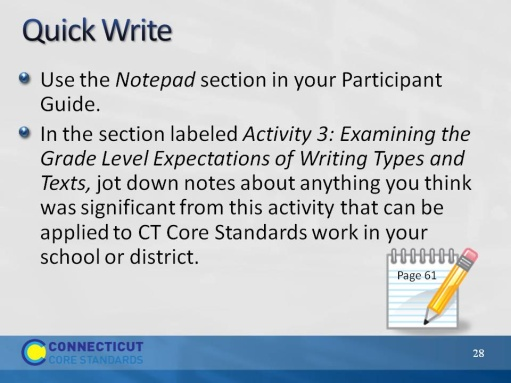 Quick Write
Use the Notepad section in your Participant
Guide.
In the section labeled Activity 3: Examining the
Grade Level Expectations of Writing Types and
Texts, jot down notes about anything you think
was significant from this activity that can be
applied to CT Core Standards work in your
school or district.
Page 61
CONNECTICUT
CORE STANDARDS
28